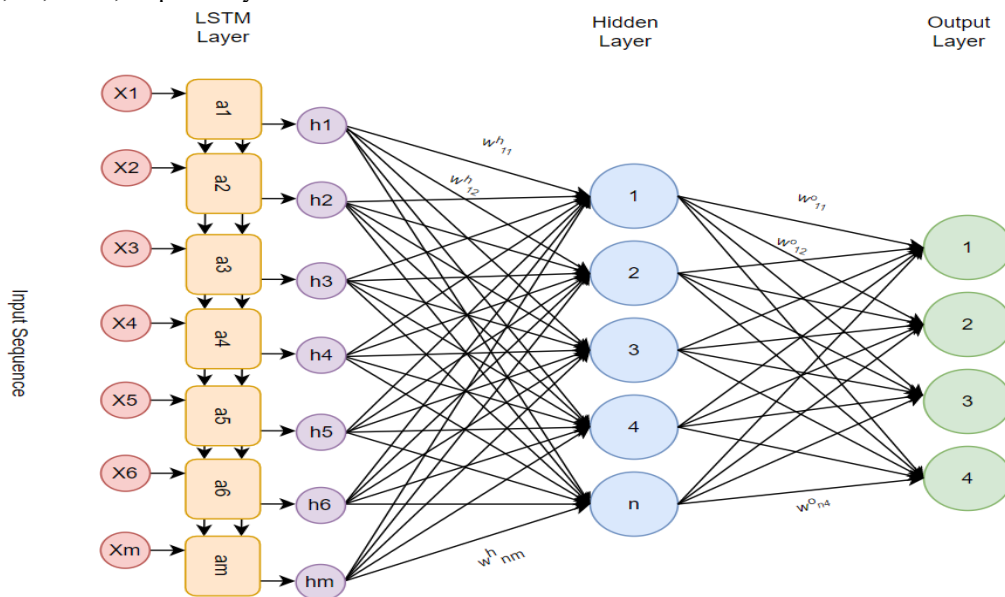 LSTM
Layer
Hidden
Layer
Output
Layer
Input Sequence
X1
a1
h1
X2
a2
h2
X3
a3
h3
X4
a4
h4
X5
a5
h5
X6
a6
h6
Xm
am
hm
w^h_11
w^h_12
w^h_nm
1
2
3
4
n
w^o_11
w^o_12
w^o_n4
1
2
3
4